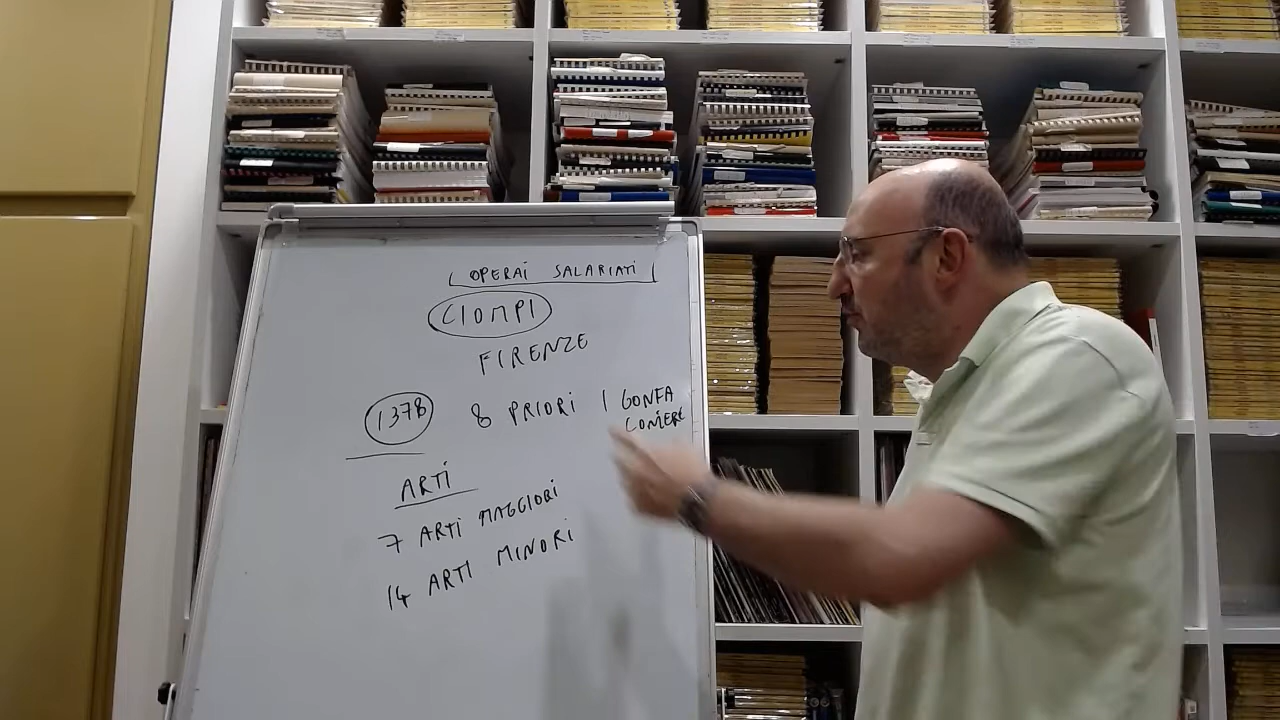 OPERAI SALARIATI
CIOMPI
FIRENZE
1378 8 PRIORI 1 GONFA
LONIERE
ARTI
7 ARTI MAGGIORI
14 ARTI MINORI